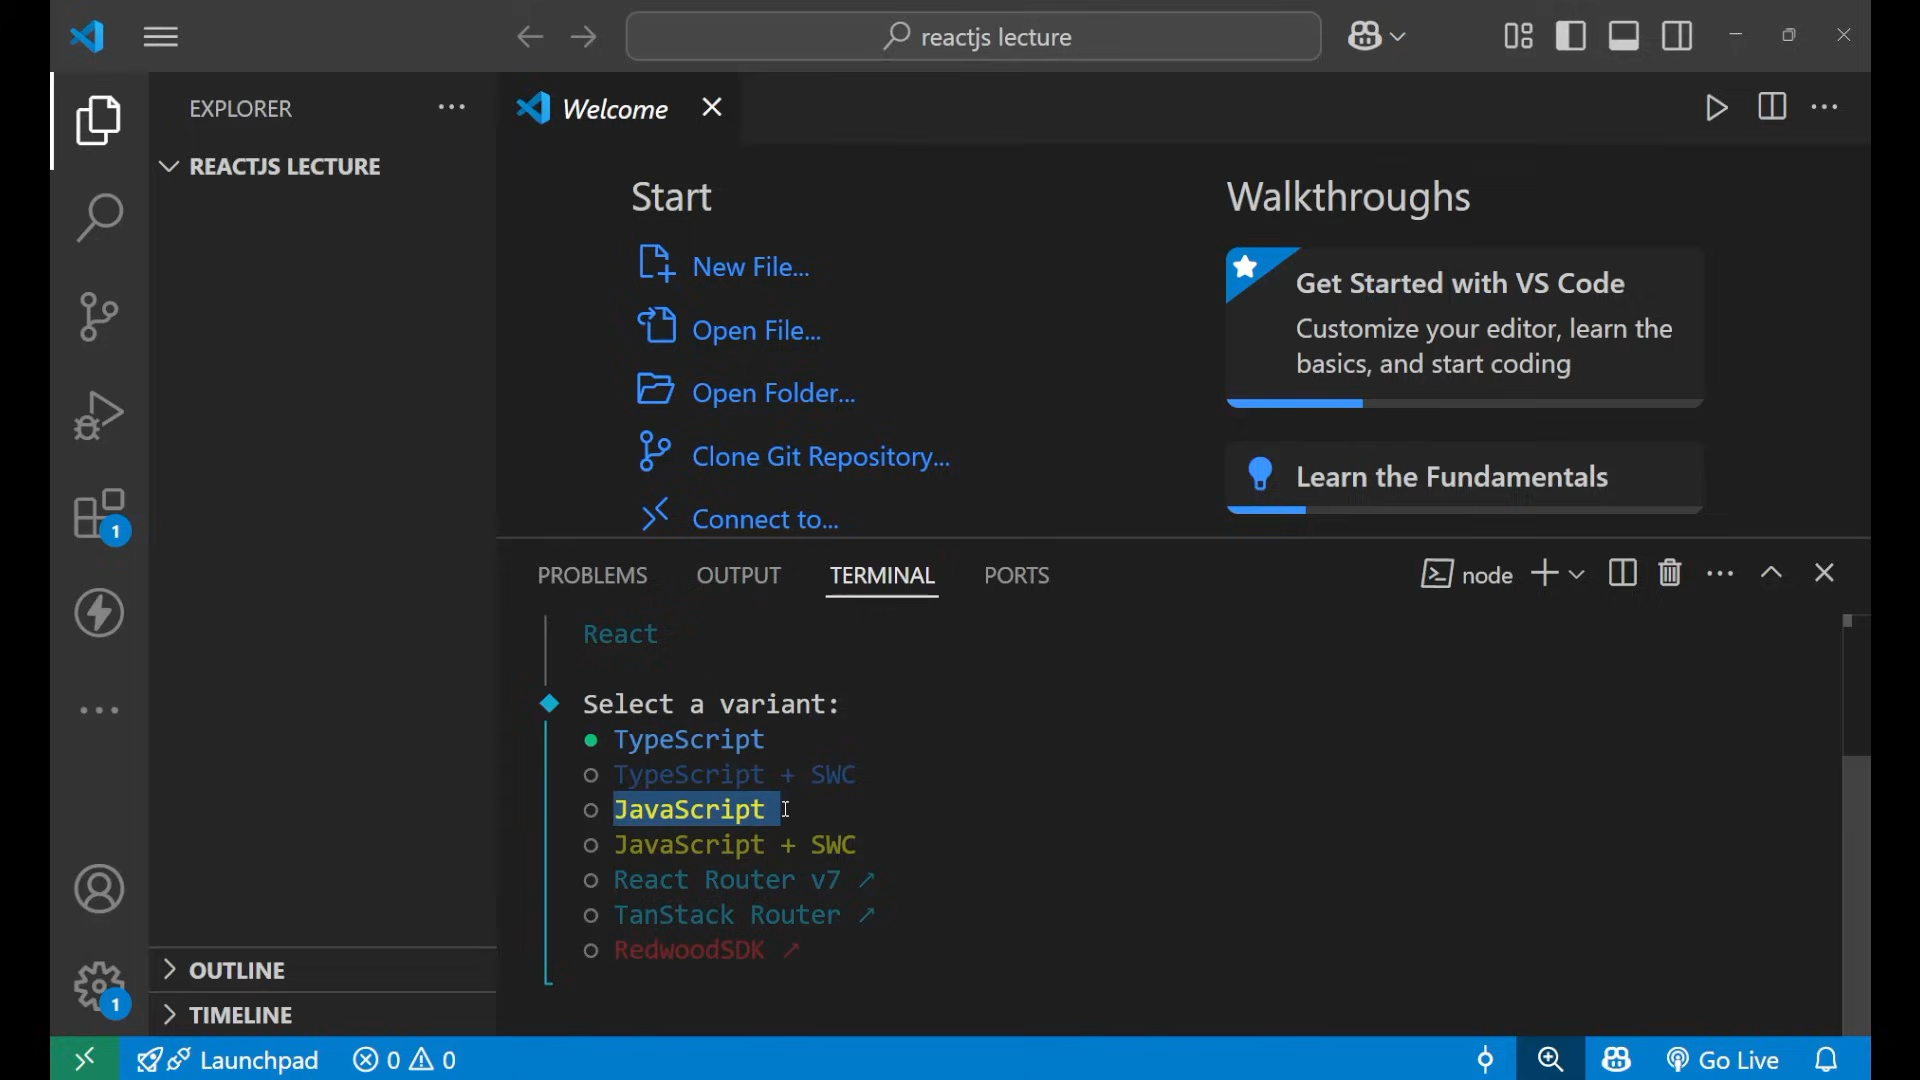 reactjs lecture
EXPLORER
REACTJS LECTURE
Welcome
Start
New File...
Open File...
Open Folder...
Clone Git Repository...
Connect to...
Walkthroughs
Get Started with VS Code
Customize your editor, learn the
basics, and start coding
Learn the Fundamentals
PROBLEMS OUTPUT TERMINAL PORTS
node
React
Select a variant:
TypeScript
TypeScript + SWC
JavaScript
JavaScript + SWC
React Router v7 ↗
TanStack Router ↗
RedwoodSDK ↗
1
OUTLINE
1
TIMELINE
Launchpad 0 0 Go Live